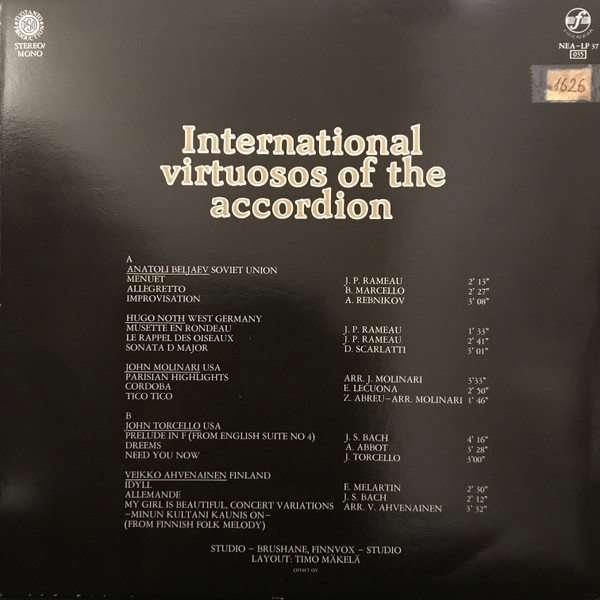 STEREO/
MONO
NEA-LP 37
035
1626
International
virtuosos of the
accordion
A
ANATOLI BELJAEV SOVIET UNION
MENUET J. P. RAMEAU 2' 13"
ALLEGRETTO B. MARCELLO 2' 27"
IMPROVISATION A. REBNIKOV 3' 08"
HUGO NOTH WEST GERMANY
MUSETTE EN RONDEAU J. P. RAMEAU 1' 33"
LE RAPPEL DES OISEAUX J. P. RAMEAU 2' 41"
SONATA D MAJOR D. SCARLATTI 3' 01"
JOHN MOLINARI USA
PARISIAN HIGHLIGHTS ARR. J. MOLINARI 3'33"
CORDOBA E. LECUONA 2' 50"
TICO TICO Z. ABREU-ARR. MOLINARI 1' 46"
B
JOHN TORCELLO USA
PRELUDE IN F (FROM ENGLISH SUITE NO 4) J. S. BACH 4' 16"
DREEMS A. ABBOT 3' 28"
NEED YOU NOW J. TORCELLO 3'00"
VEIKKO AHVENAINEN FINLAND
IDYLL E. MELARTIN 2' 30"
ALLEMANDE J. S. BACH 2' 12"
MY GIRL IS BEAUTIFUL, CONCERT VARIATIONS ARR. V. AHVENAINEN 3' 32"
-MINUN KULTANI KAUNIS ON-
(FROM FINNISH FOLK MELODY)
STUDIO - BRUSHANE, FINNVOX - STUDIO
LAYOUT: TIMO MÄKELÄ
OFFSET OY